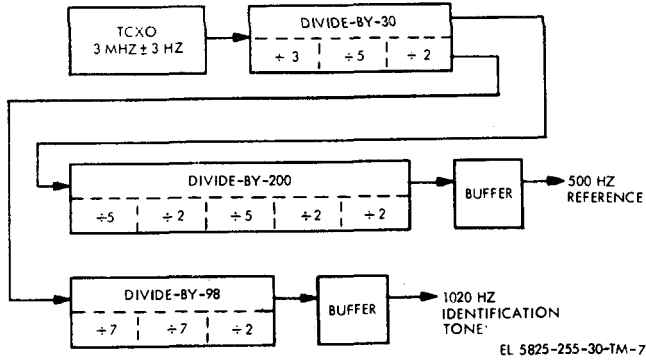 TCXO
3 MHZ ± 3 HZ
DIVIDE-BY-30
÷ 3
÷ 5
÷ 2
DIVIDE-BY-200
÷5
÷ 2
÷ 5
÷ 2
÷ 2
BUFFER
500 HZ
REFERENCE
DIVIDE-BY-98
÷7
÷7
÷2
BUFFER
1020 HZ
IDENTIFICATION
TONE
EL 5825-255-30-TM-7